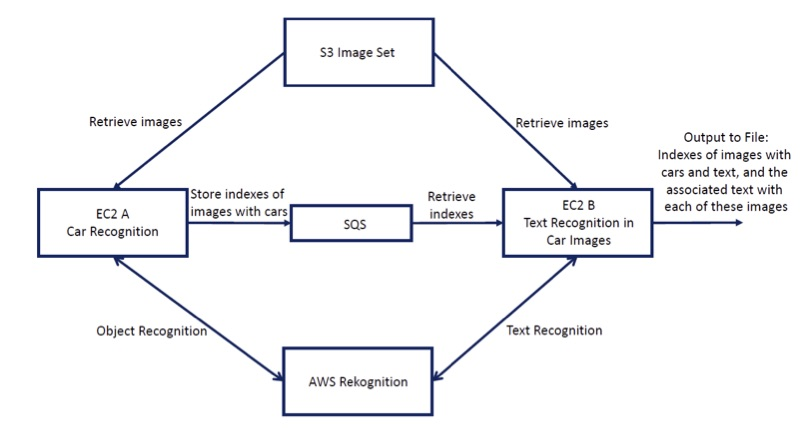 S3 Image Set
Retrieve images
Retrieve images
Output to File:
Indexes of images with
cars and text, and the
associated text with
each of these images
EC2 A
Car Recognition
Store indexes of
images with cars
SQS
Retrieve
indexes
EC2 B
Text Recognition in
Car Images
Object Recognition
Text Recognition
AWS Rekognition